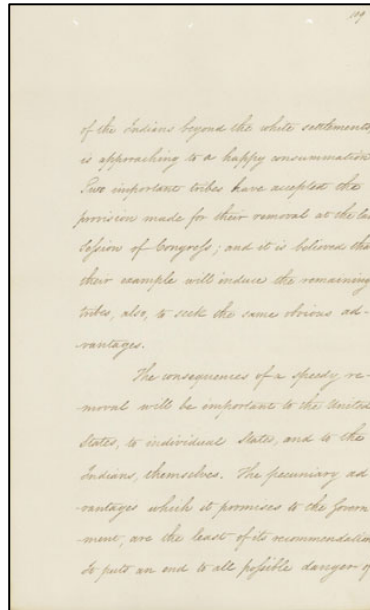 109
of the Indians beyond the white settlements,
is approaching to a happy consummation.
Two important tribes have accepted the
provision made for their removal at the las
Session of Congress; and it is believed tha
their example will induce the remaining
tribes, also, to seek the same obvious ad-
-vantages.
The consequences of a speedy re-
-moval will be important to the United
States, to individual States, and to the
Indians, themselves. The pecuniary ad
vantages which it promises to the Govern
-ment, are the least of its recommendation
It puts an end to all possible danger of